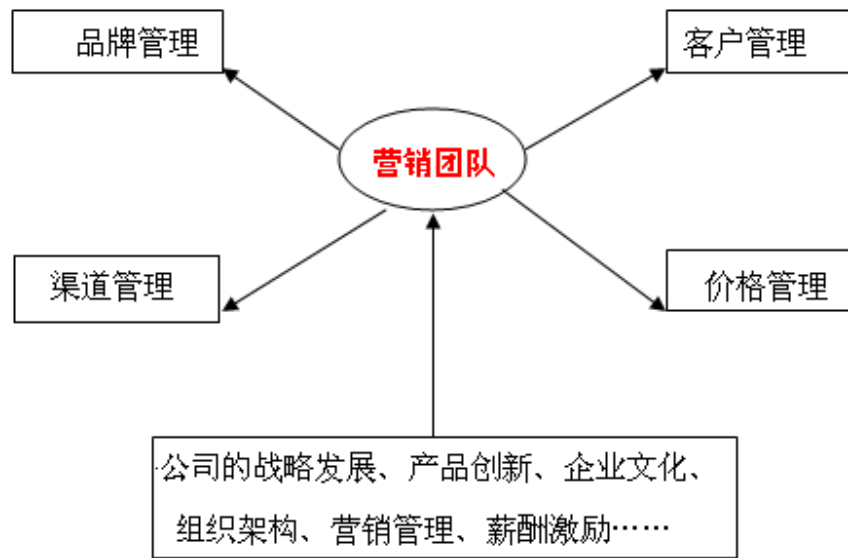 品牌管理
客户管理
营销团队
渠道管理
价格管理
公司的战略发展、产品创新、企业文化、
组织架构、营销管理、薪酬激励……